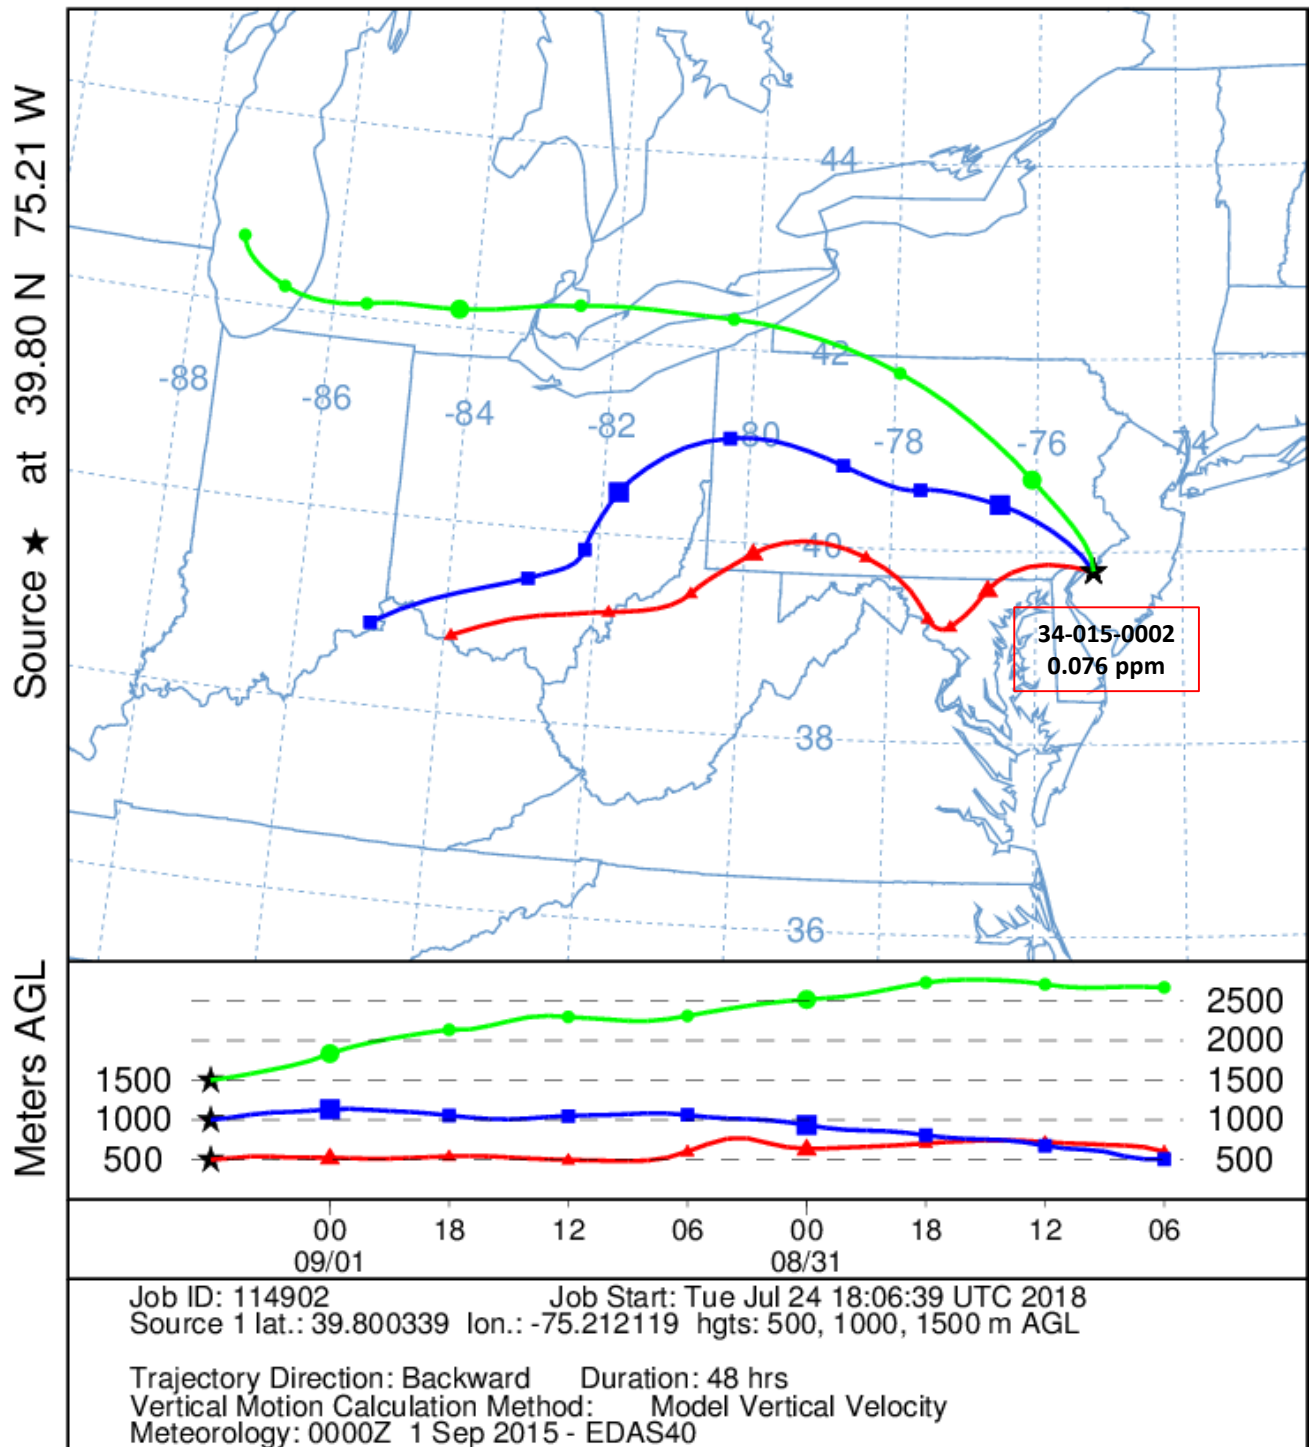 Source ★ at 39.80 N 75.21 W
44
42
-88
-86
-84
-82
-80
-78
-76
-74
40
34-015-0002
0.076 ppm
38
36
Meters AGL
2500
2000
1500 1500
1000 1000
500 500
00 18 12 06 00 18 12 06
09/01 08/31
Job ID: 114902 Job Start: Tue Jul 24 18:06:39 UTC 2018
Source 1 lat.: 39.800339 lon.: -75.212119 hgts: 500, 1000, 1500 m AGL
Trajectory Direction: Backward Duration: 48 hrs
Vertical Motion Calculation Method: Model Vertical Velocity
Meteorology: 0000Z 1 Sep 2015 - EDAS40